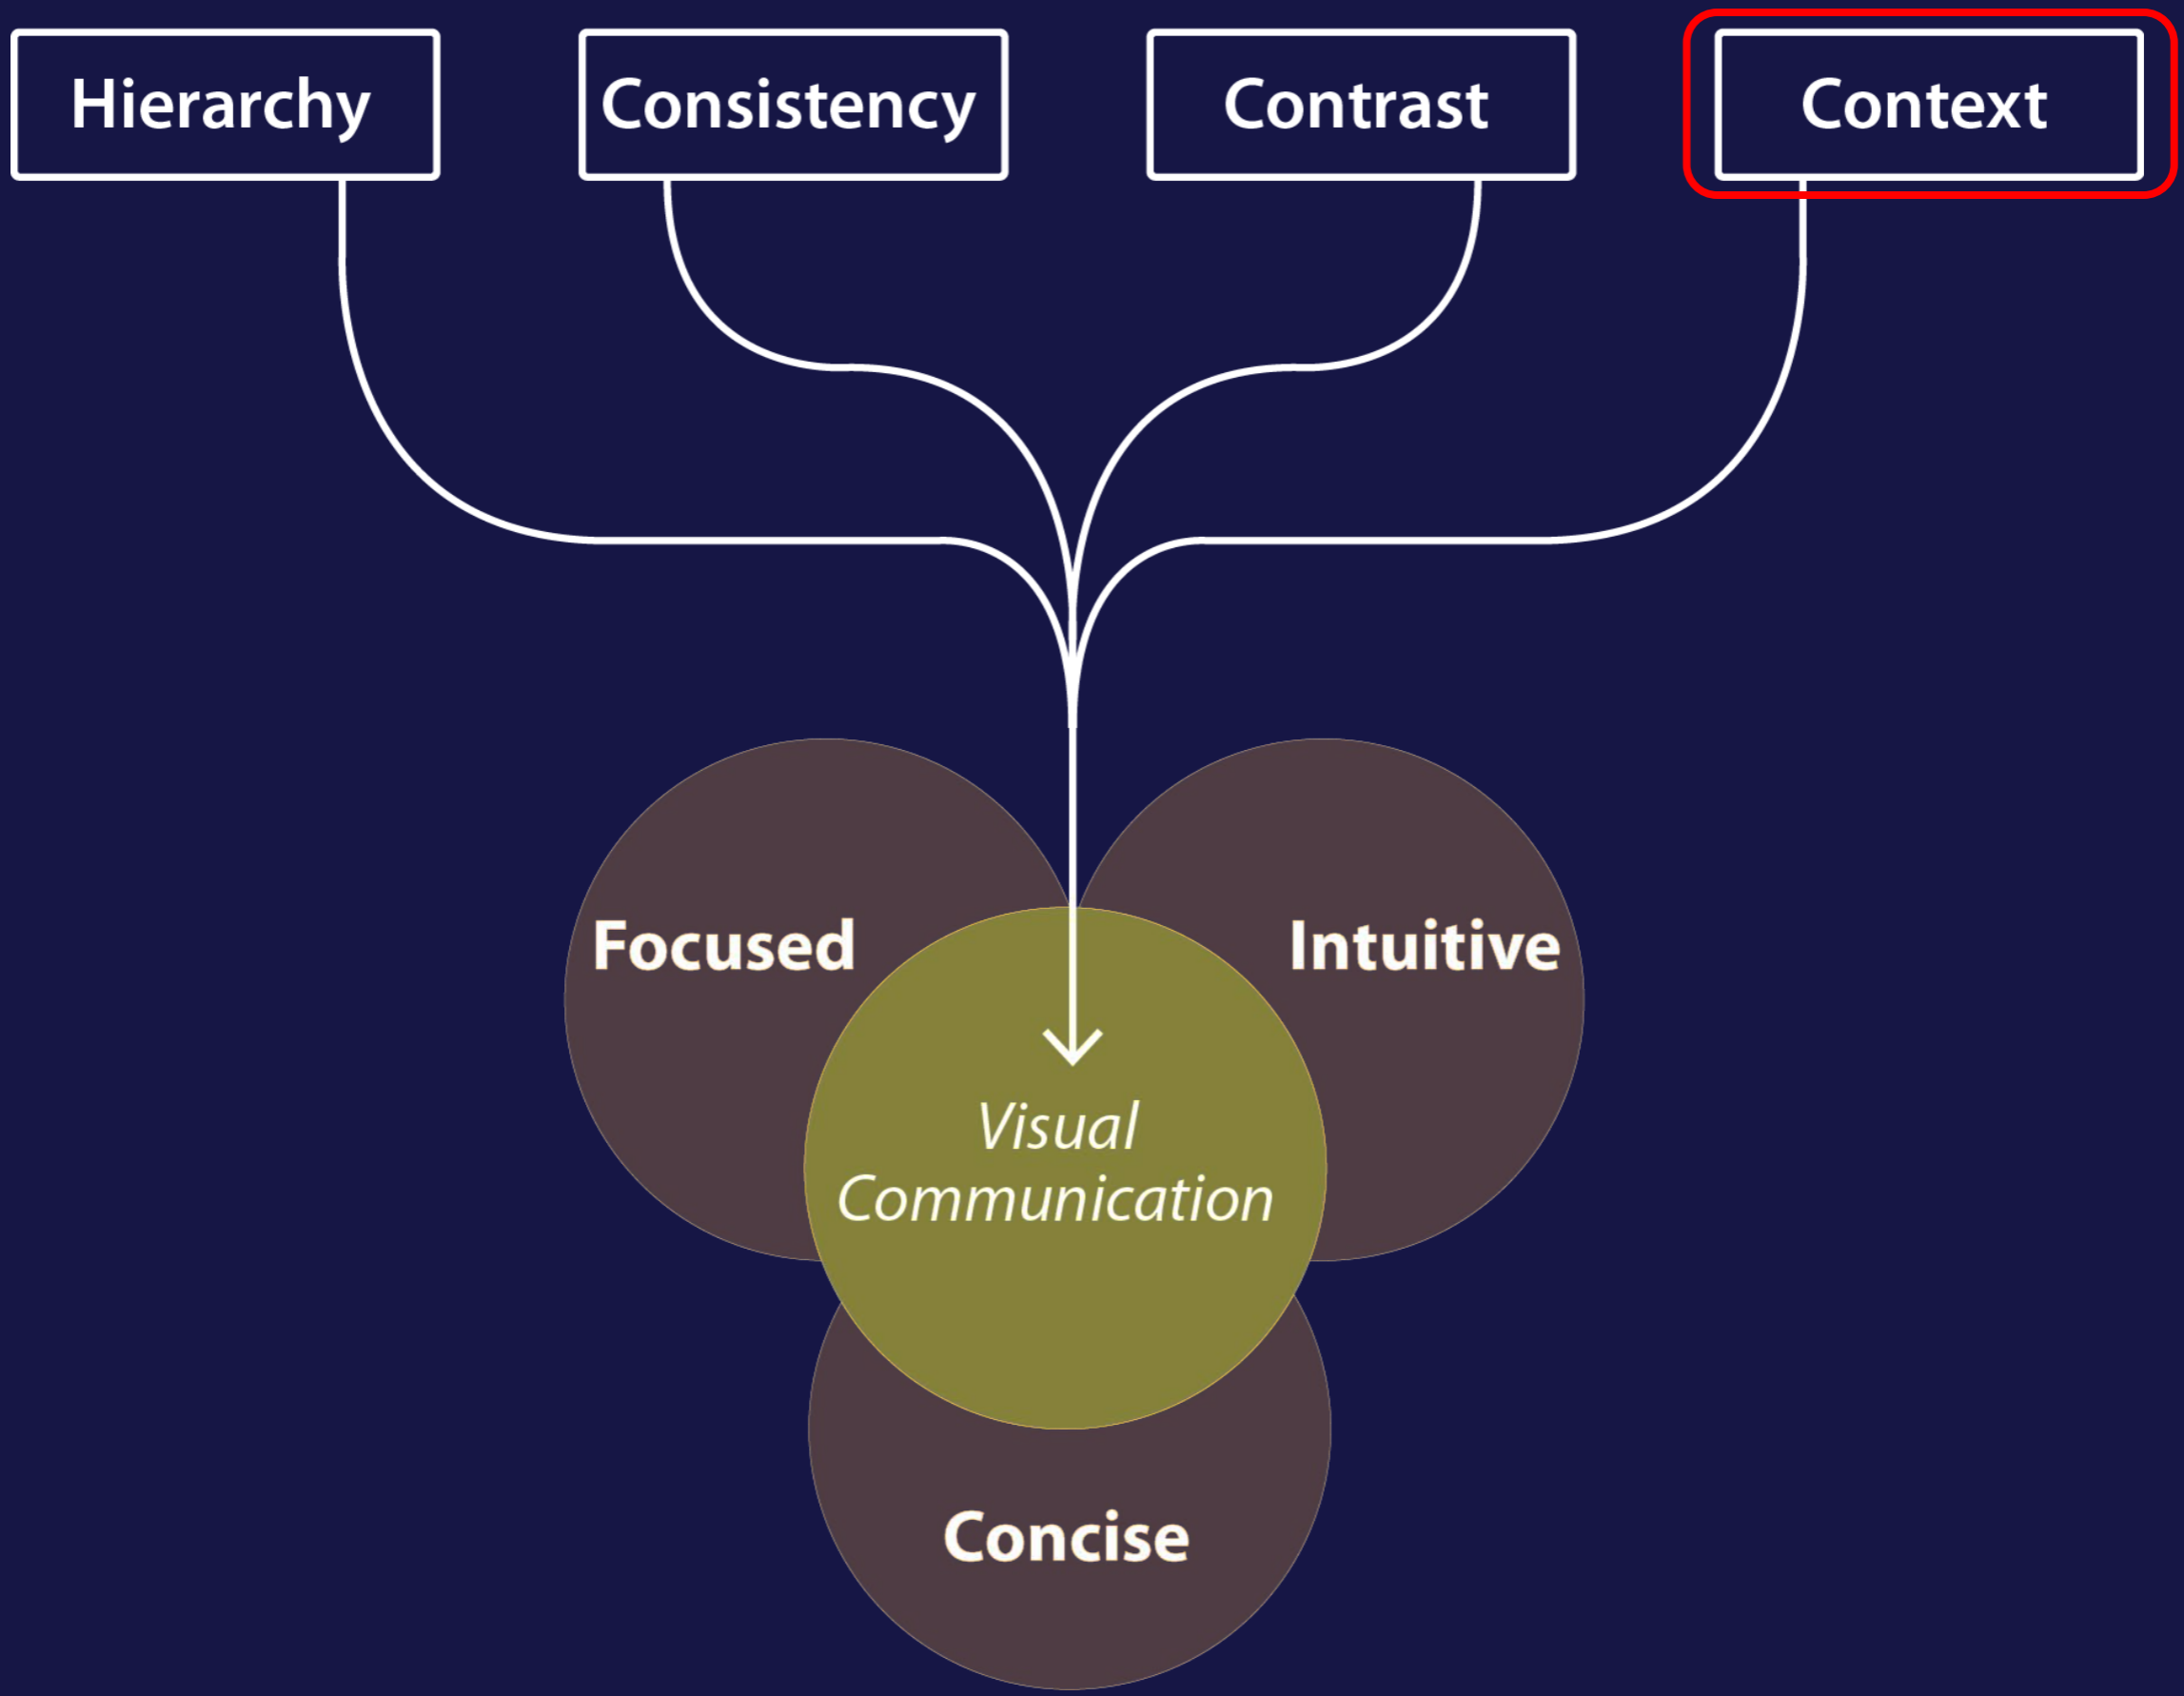 Hierarchy
Consistency
Contrast
Context
Focused
Intuitive
Visual
Communication
Concise